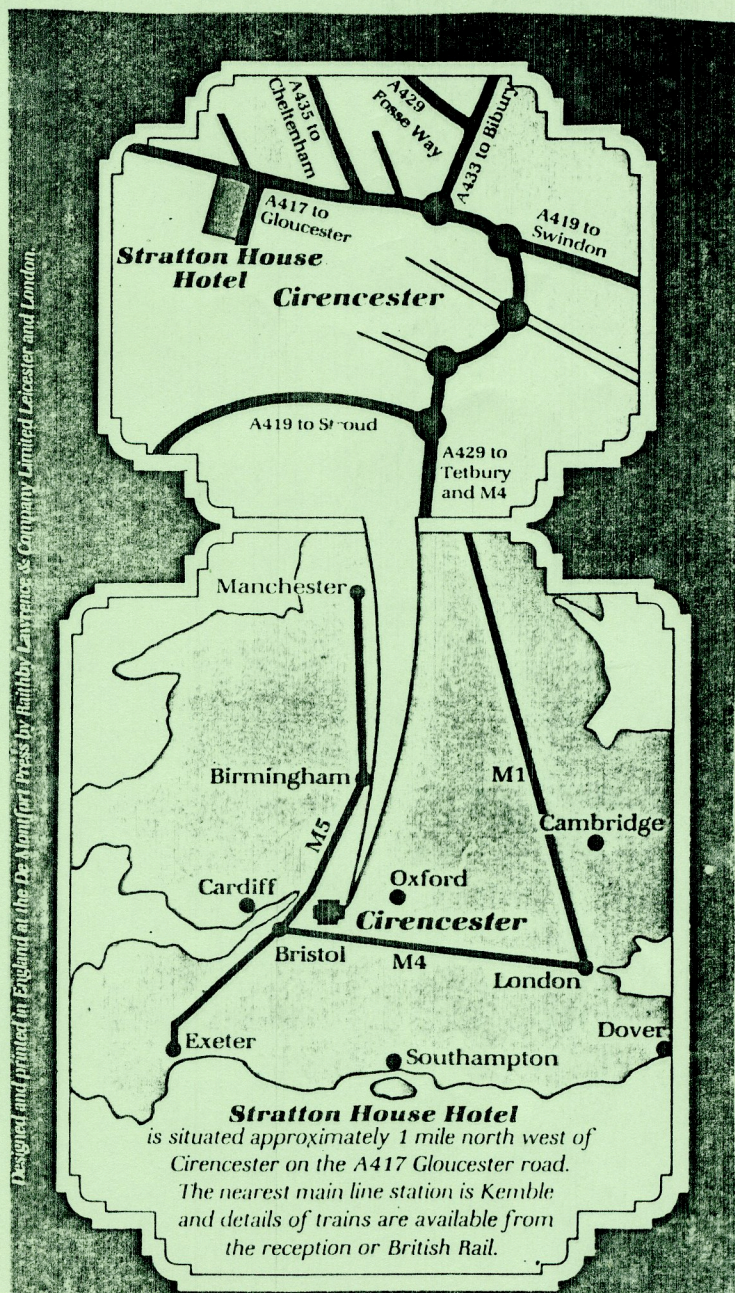 A435 to
Cheltenham
A429
Fosse Way
A433 to Bibury
A417 to
Gloucester
A419 to
Swindon
Stratton House
Hotel
Cirencester
A419 to Stroud
A429 to
Tetbury
and M4
Manchester
Birmingham
M5
M1
Cambridge
Cardiff
Oxford
Cirencester
Bristol
M4
London
Exeter
Dover
Southampton
Stratton House Hotel
is situated approximately 1 mile north west of
Cirencester on the A417 Gloucester road.
The nearest main line station is Kemble
and details of trains are available from
the reception or British Rail.
Designed and printed in England at the De Montfort Press by Raithby Lawrence & Company Limited Leicester and London.